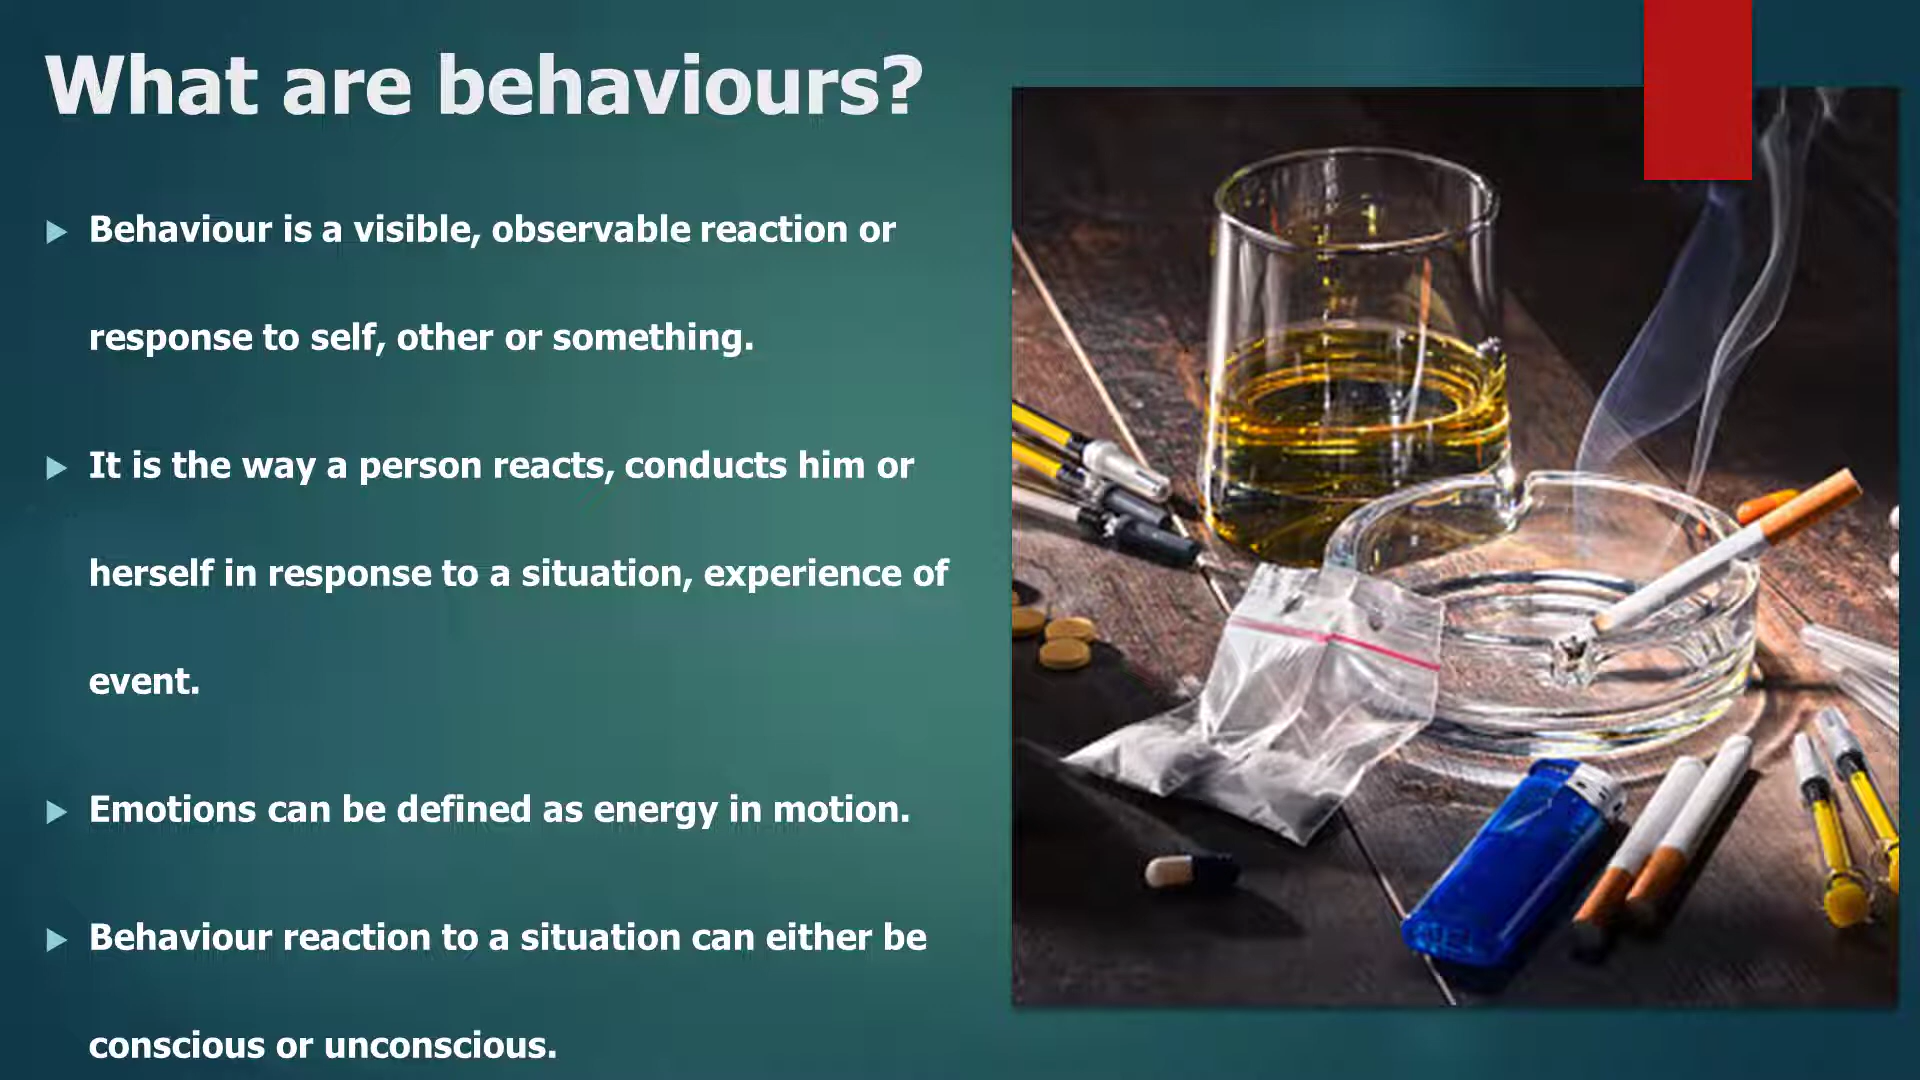 What are behaviours?
Behaviour is a visible, observable reaction or
response to self, other or something.
It is the way a person reacts, conducts him or
herself in response to a situation, experience of
event.
Emotions can be defined as energy in motion.
Behaviour reaction to a situation can either be
conscious or unconscious.